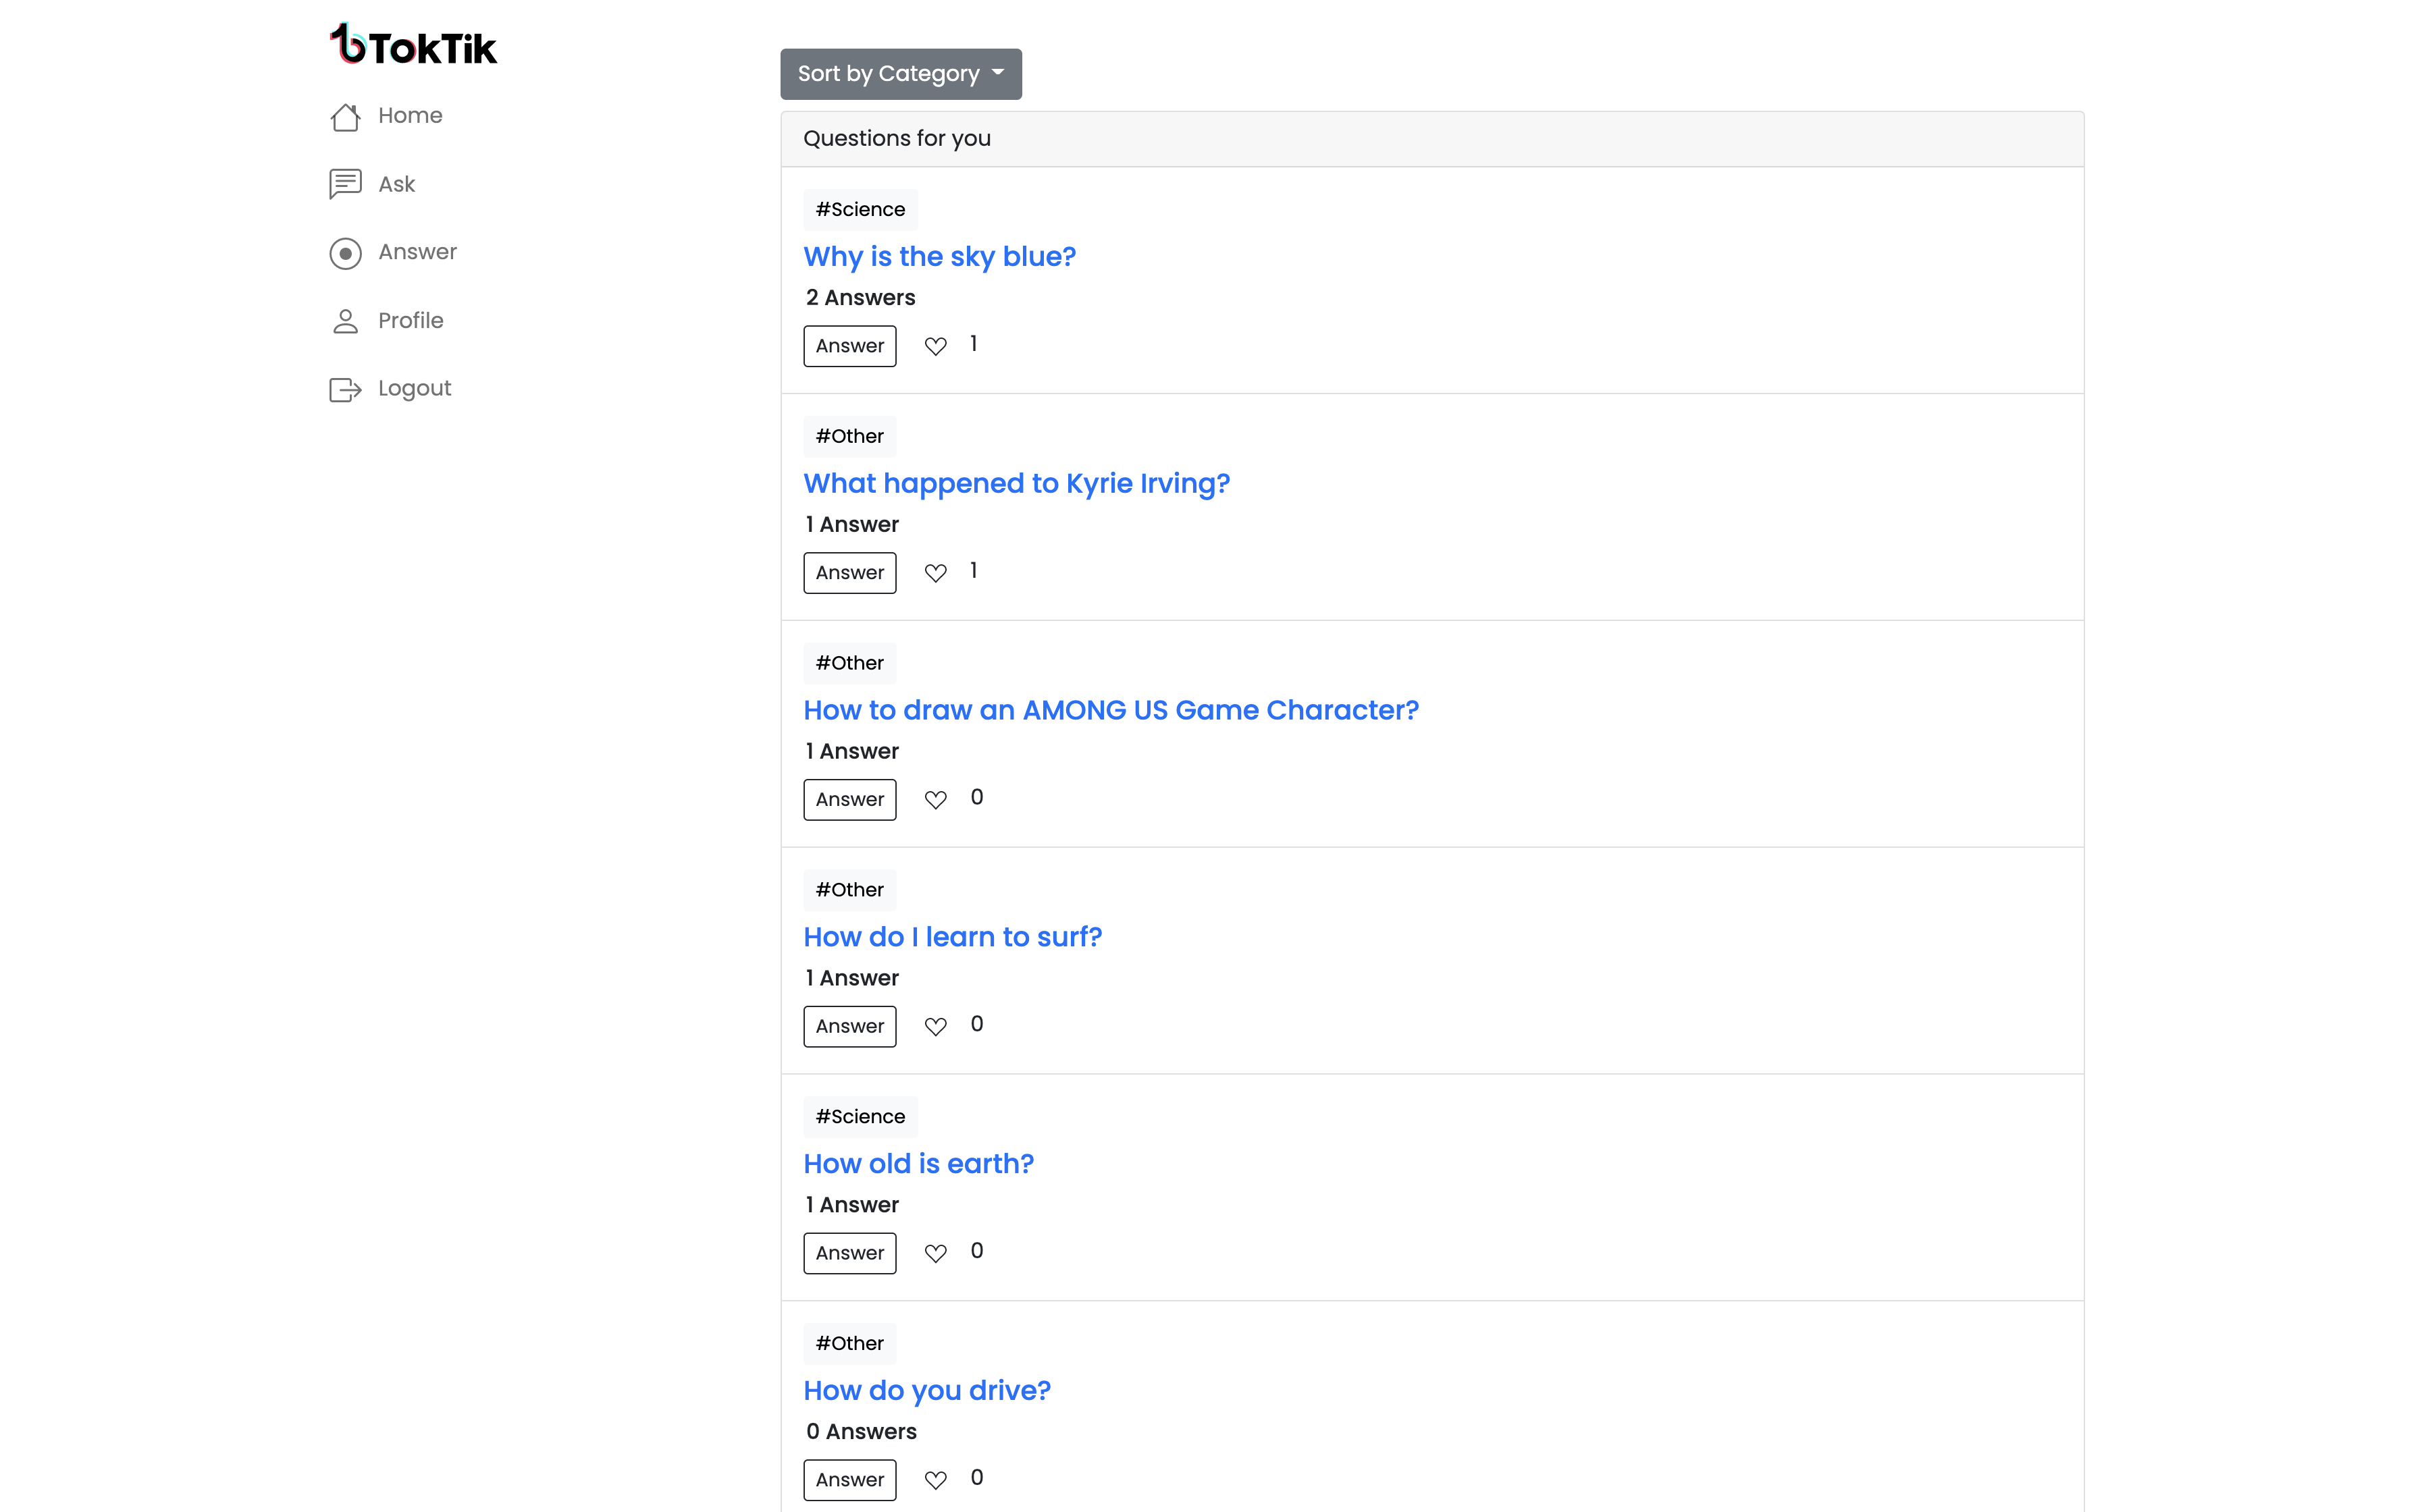 TokTik
Home
Ask
Answer
Profile
Logout
Sort by Category
Questions for you
#Science
Why is the sky blue?
2 Answers
Answer 1
#Other
What happened to Kyrie Irving?
1 Answer
Answer 1
#Other
How to draw an AMONG US Game Character?
1 Answer
Answer 0
#Other
How do I learn to surf?
1 Answer
Answer 0
#Science
How old is earth?
1 Answer
Answer 0
#Other
How do you drive?
0 Answers
Answer 0